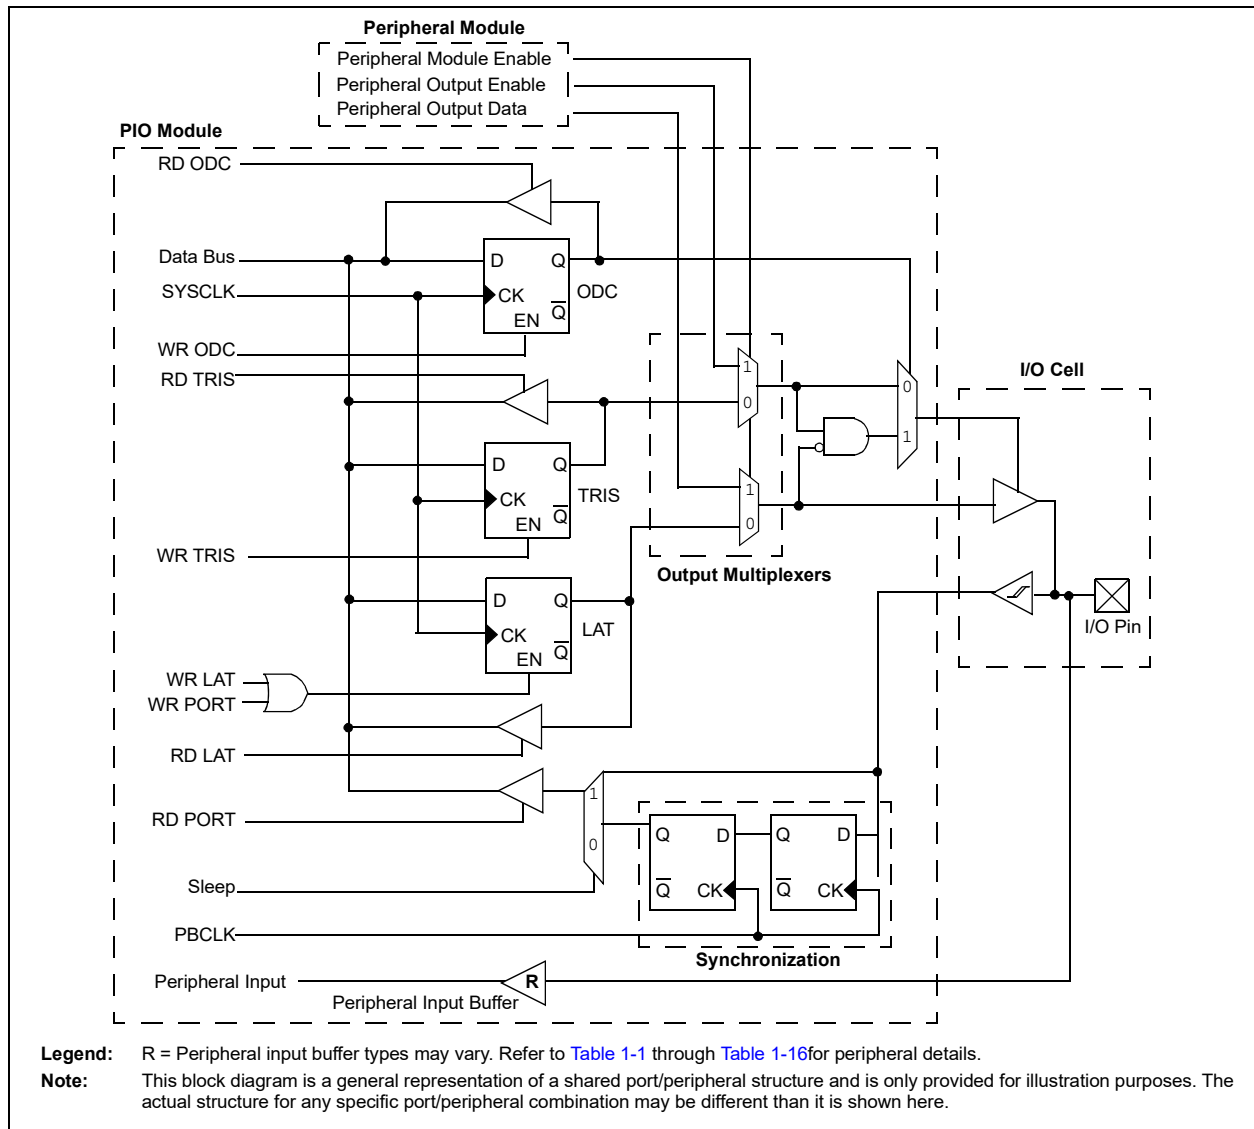 Peripheral Module
Peripheral Module Enable
Peripheral Output Enable
Peripheral Output Data
PIO Module
RD ODC
Data Bus
D
Q
SYSCLK
CK
ODC
Q
EN
WR ODC
RD TRIS
1
0
0
1
I/O Cell
D
Q
CK
TRIS
Q
EN
WR TRIS
1
0
Output Multiplexers
D
Q
CK
LAT
Q
EN
I/O Pin
WR LAT
WR PORT
RD LAT
RD PORT
1
0
Q
D
Q
D
Q
CK
Q
CK
Sleep
PBCLK
Synchronization
Peripheral Input
R
Peripheral Input Buffer
Legend: R = Peripheral input buffer types may vary. Refer to Table 1-1 through Table 1-16for peripheral details.
Note: This block diagram is a general representation of a shared port/peripheral structure and is only provided for illustration purposes. The
actual structure for any specific port/peripheral combination may be different than it is shown here.